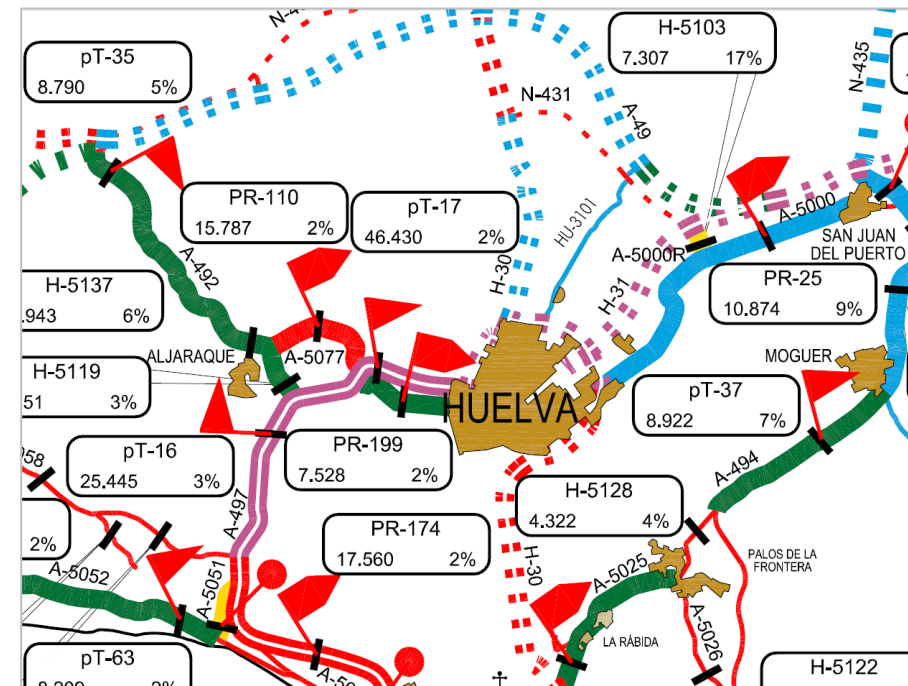 H-5103
7.307 17%
pT-35
8.790 5%
N-435
N-431
A-49
PR-110
15.787 2%
pT-17
46.430 2%
A-5000
HU-3101
A-5000R
SAN JUAN
DEL PUERTO
A-492
H-30
H-31
PR-25
10.874 9%
H-5137
.943 6%
ALJARAQUE
A-5077
MOGUER
H-5119
51 3%
HUELVA
pT-37
8.922 7%
PR-199
7.528 2%
pT-16
25.445 3%
A-494
058
A-497
H-5128
4.322 4%
PR-174
17.560 2%
2%
H-30
PALOS DE LA
FRONTERA
A-5052
A-5051
A-5025
LA RÁBIDA
A-5026
pT-63
H-5122